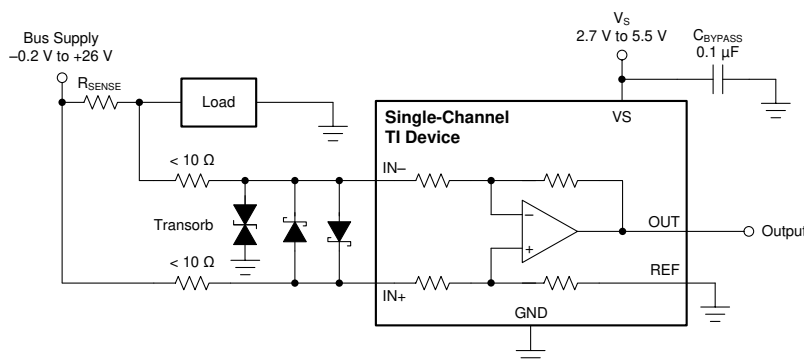 Bus Supply
–0.2 V to +26 V
RSENSE
Load
< 10 Ω
Transorb
< 10 Ω
VS
2.7 V to 5.5 V
CBYPASS
0.1 µF
Single-Channel
TI Device
VS
IN–
–
+
OUT
Output
REF
IN+
GND